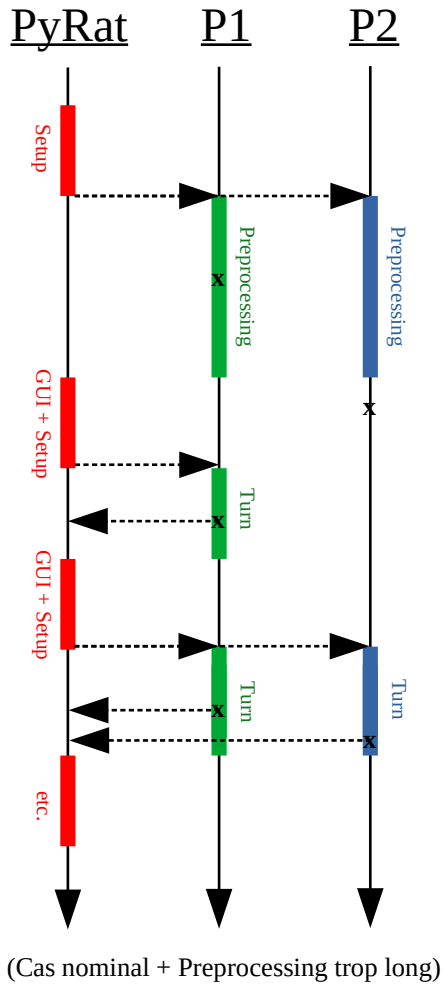 PyRat P1 P2
Setup
Preprocessing
Preprocessing
x
GUI + Setup
x
Turn
x
GUI + Setup
Turn
Turn
x
x
etc.
(Cas nominal + Preprocessing trop long)